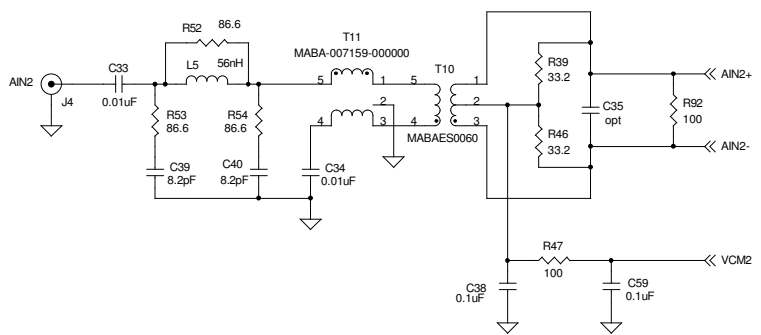 R52 86.6
T11
MABA-007159-000000
C33
L5 56nH
T10
AIN2
J4
0.01uF
5 1
5 1
R39
33.2
AIN2+
R53
86.6
R54
86.6
2
2
C35
opt
R92
100
4 3
4 3
MABAES0060
R46
33.2
AIN2-
C39
8.2pF
C40
8.2pF
C34
0.01uF
R47
100
VCM2
C38
0.1uF
C59
0.1uF